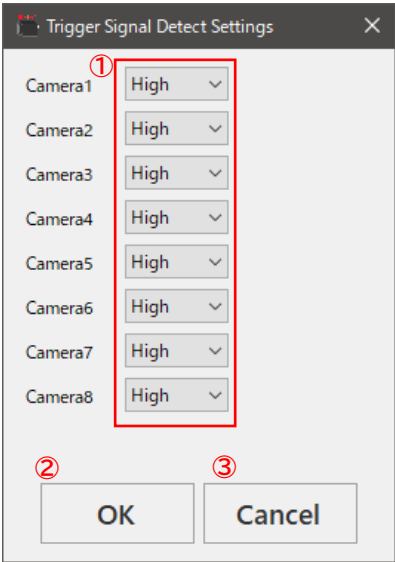 Trigger Signal Detect Settings
①
Camera1 High
Camera2 High
Camera3 High
Camera4 High
Camera5 High
Camera6 High
Camera7 High
Camera8 High
② ③
OK Cancel